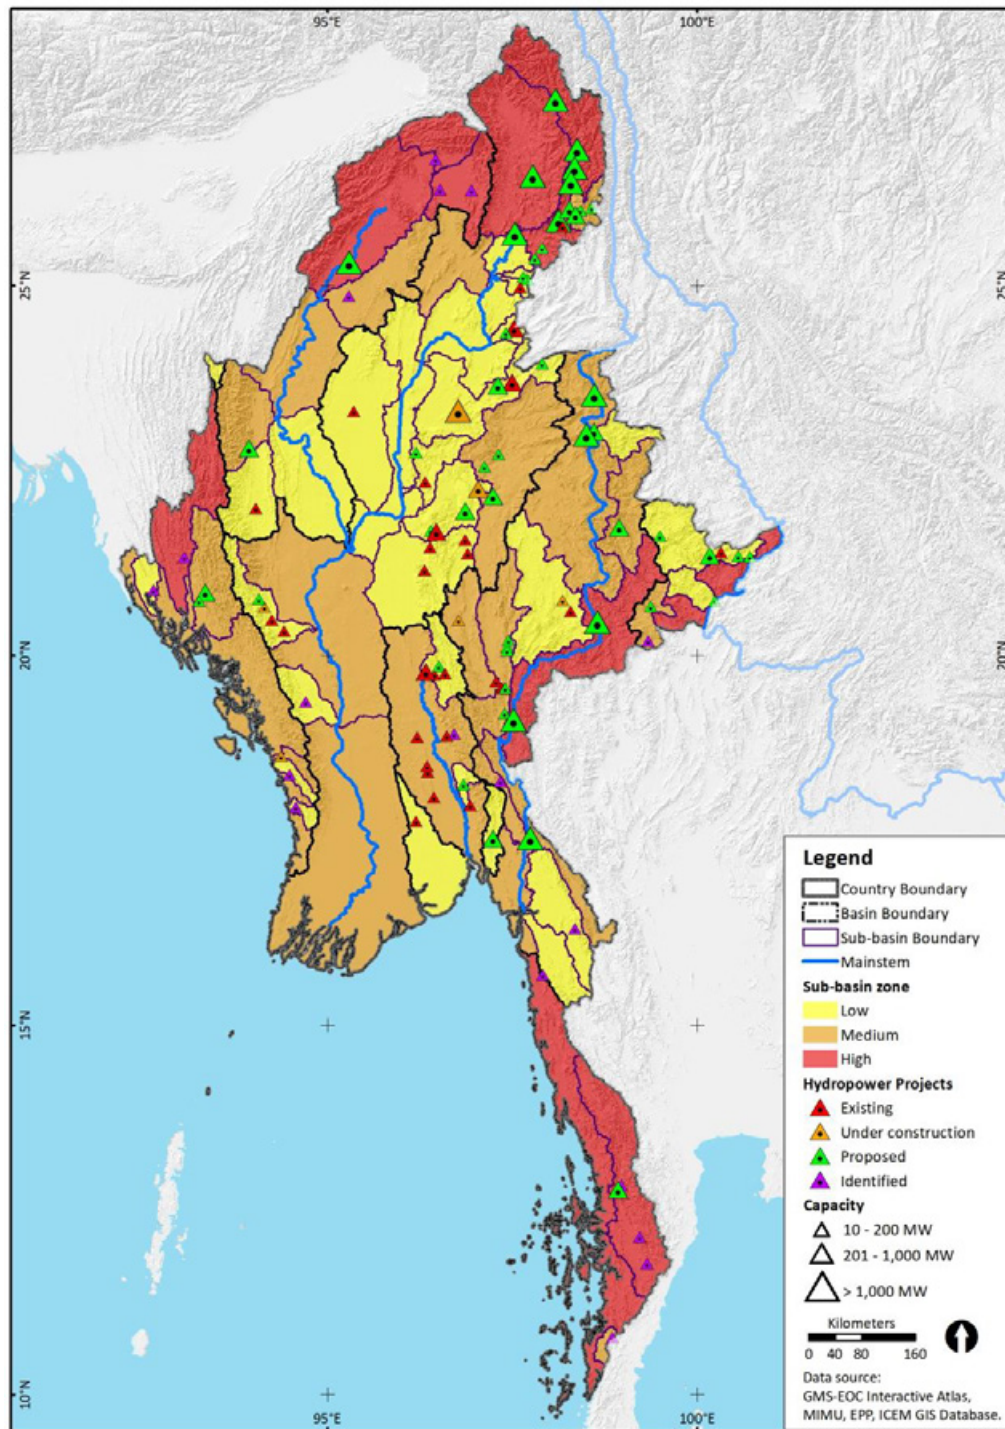 95°E
100°E
25°N
25°N
20°N
20°N
15°N
10°N
95°E
100°E
Legend
Country Boundary
Basin Boundary
Sub-basin Boundary
Mainstem
Sub-basin zone
Low
Medium
High
Hydropower Projects
Existing
Under construction
Proposed
Identified
Capacity
10 - 200 MW
201 - 1,000 MW
> 1,000 MW
Kilometers
0 40 80 160
Data source:
GMS-EOC Interactive Atlas,
MIMU, EPP, ICEM GIS Database.